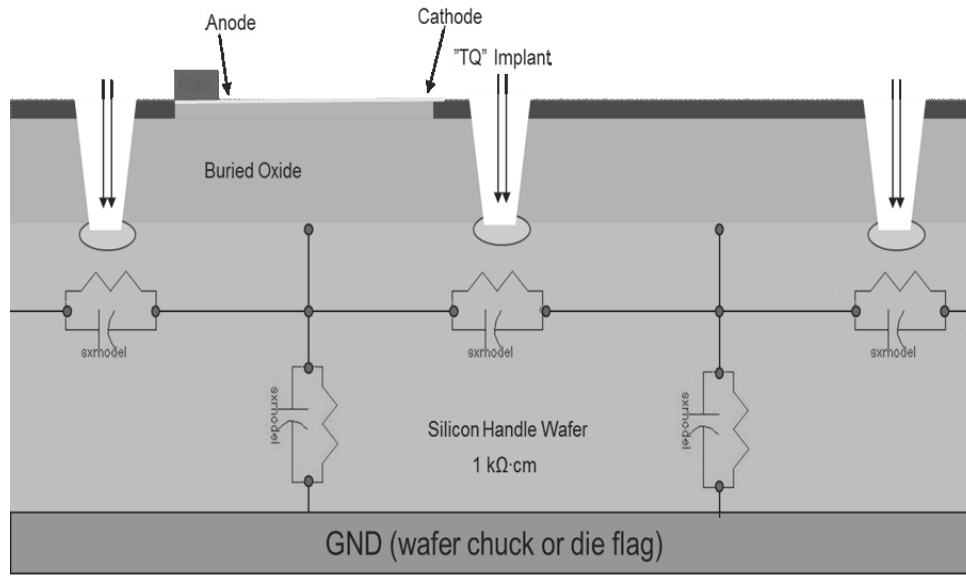 Anode
Cathode
”TQ” Implant
Buried Oxide
sxmodel
sxmodel
sxmodel
sxmodel
sxmodel
Silicon Handle Wafer
1 kΩ·cm
GND (wafer chuck or die flag)